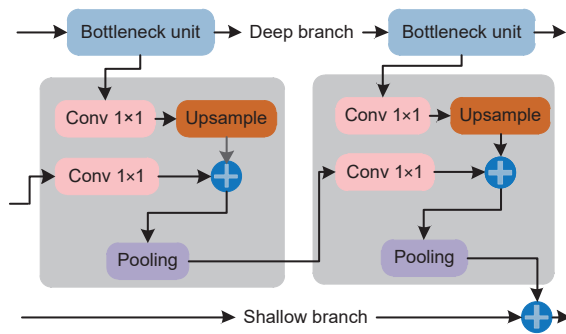 Bottleneck unit
Deep branch
Bottleneck unit
Conv 1×1
Upsample
Conv 1×1
Pooling
Conv 1×1
Upsample
Conv 1×1
Pooling
Shallow branch